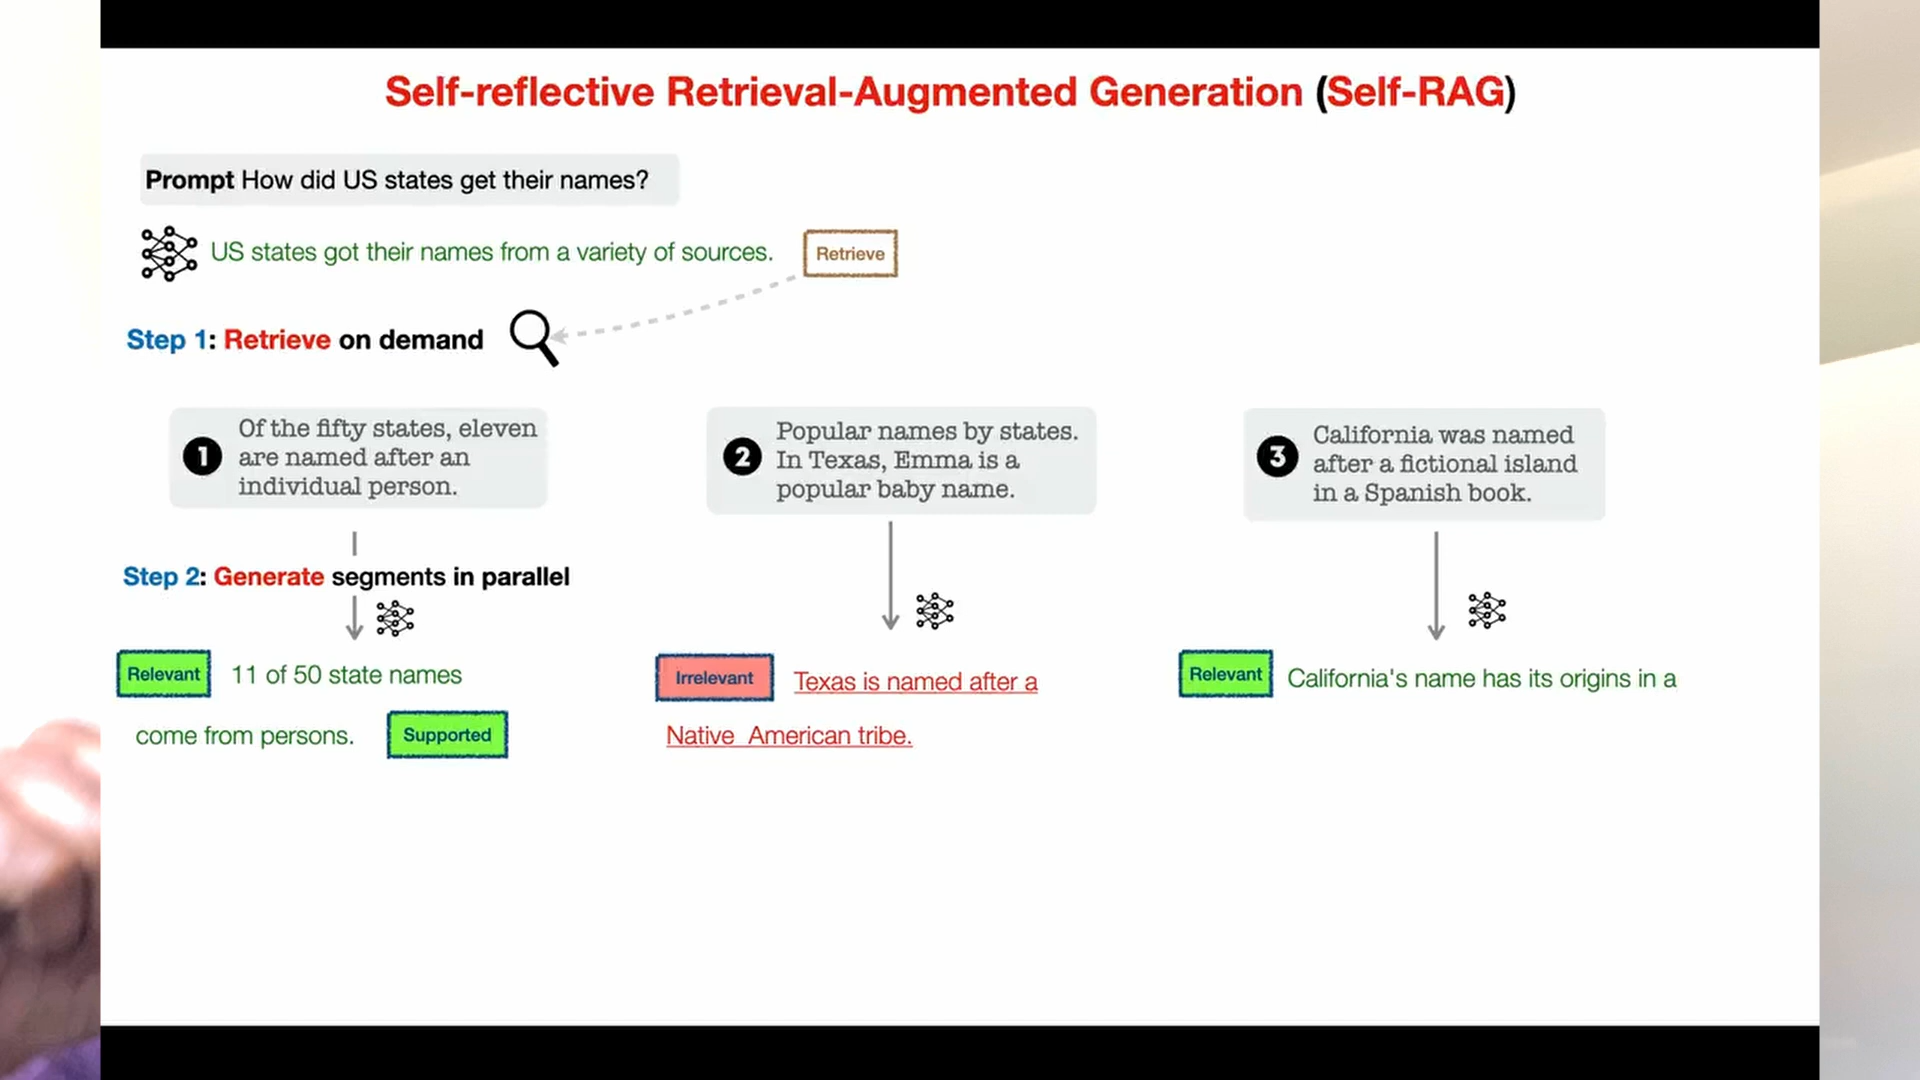 Self-reflective Retrieval-Augmented Generation (Self-RAG)
Prompt How did US states get their names?
US states got their names from a variety of sources. Retrieve
Step 1: Retrieve on demand
1 Of the fifty states, eleven
are named after an
individual person.
2 Popular names by states.
In Texas, Emma is a
popular baby name.
3 California was named
after a fictional island
in a Spanish book.
Step 2: Generate segments in parallel
Relevant 11 of 50 state names
come from persons. Supported
Irrelevant Texas is named after a
Native American tribe.
Relevant California's name has its origins in a